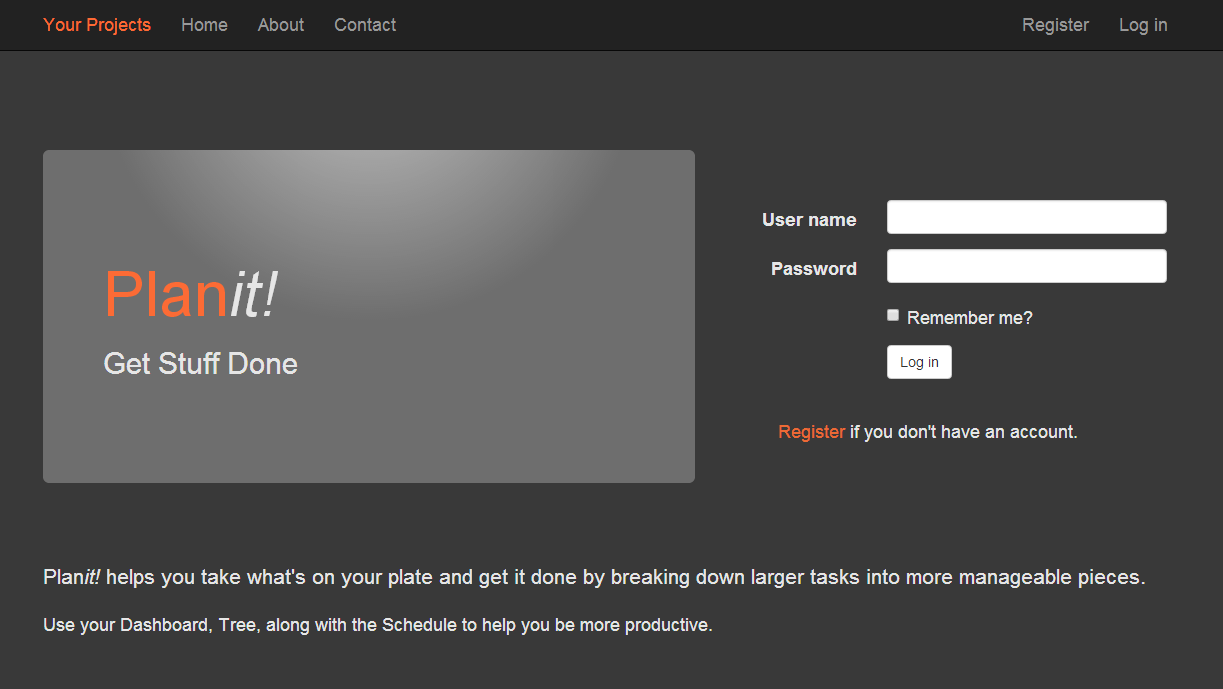 Your Projects Home About Contact Register Log in
Planit!
Get Stuff Done
User name
Password
Remember me?
Log in
Register if you don't have an account.
Planit! helps you take what's on your plate and get it done by breaking down larger tasks into more manageable pieces.
Use your Dashboard, Tree, along with the Schedule to help you be more productive.